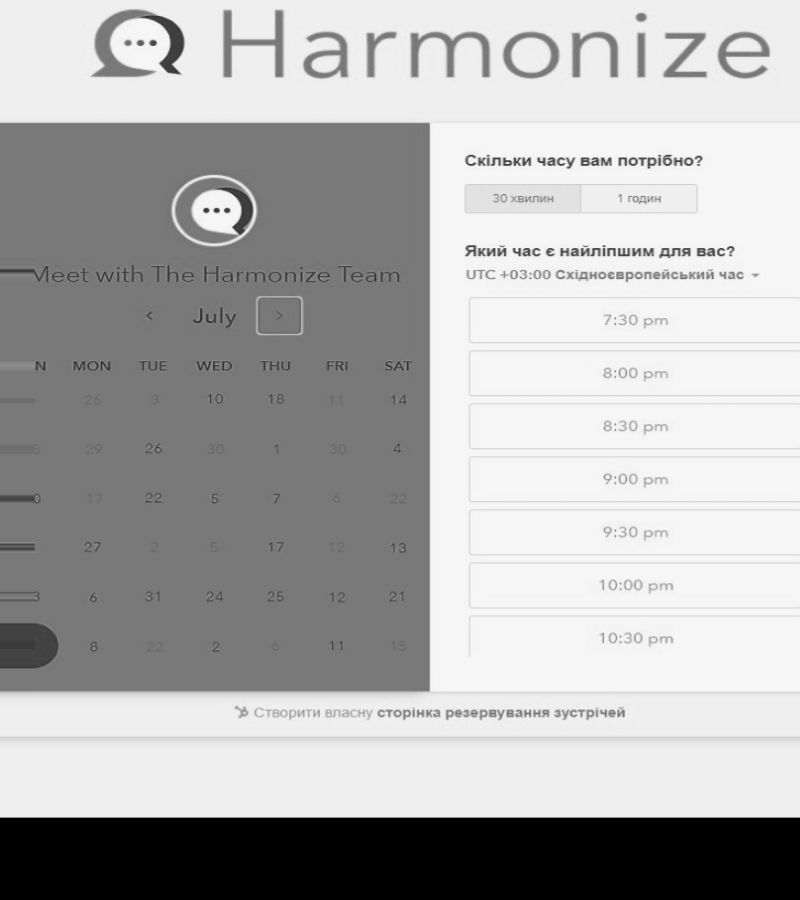 Harmonize
Meet with The Harmonize Team
July
N MON TUE WED THU FRI SAT
26 3 10 18 11 14
8 29 26 30 1 30 4
0 17 22 5 7 6 22
27 2 5 17 12 13
3 6 31 24 25 12 21
8 22 2 6 11 15
Скільки часу вам потрібно?
30 хвилин 1 годин
Який час є найліпшим для вас?
UTC +03:00 Східноєвропейський час
7:30 pm
8:00 pm
8:30 pm
9:00 pm
9:30 pm
10:00 pm
10:30 pm
Створити власну сторінка резервування зустрічей